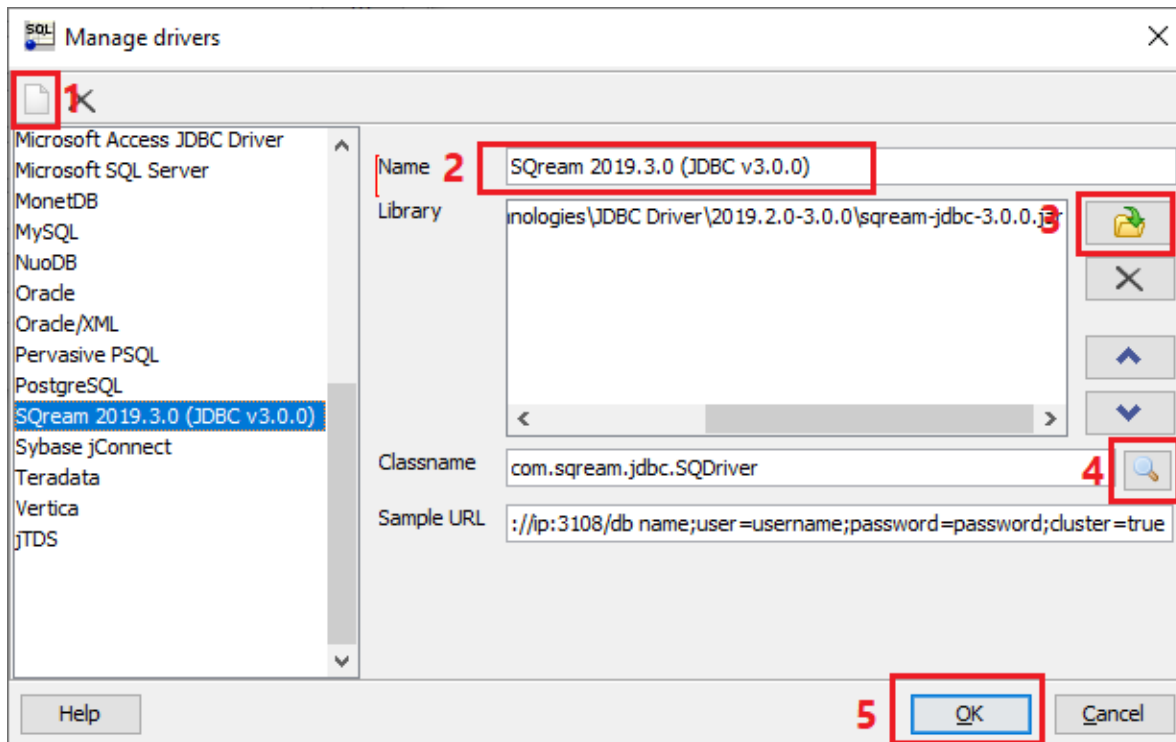 SQL Manage drivers
1
Microsoft Access JDBC Driver
Microsoft SQL Server
MonetDB
MySQL
NuoDB
Oracle
Oracle/XML
Pervasive PSQL
PostgreSQL
SQream 2019.3.0 (JDBC v3.0.0)
Sybase jConnect
Teradata
Vertica
jTDS
Name 2 SQream 2019.3.0 (JDBC v3.0.0)
Library nologies\JDBC Driver\2019.2.0-3.0.0\sqream-jdbc-3.0.0.jar 3
Classname com.sqream.jdbc.SQDriver 4
Sample URL ://ip:3108/db name;user=username;password=password;cluster=true
Help 5 OK Cancel